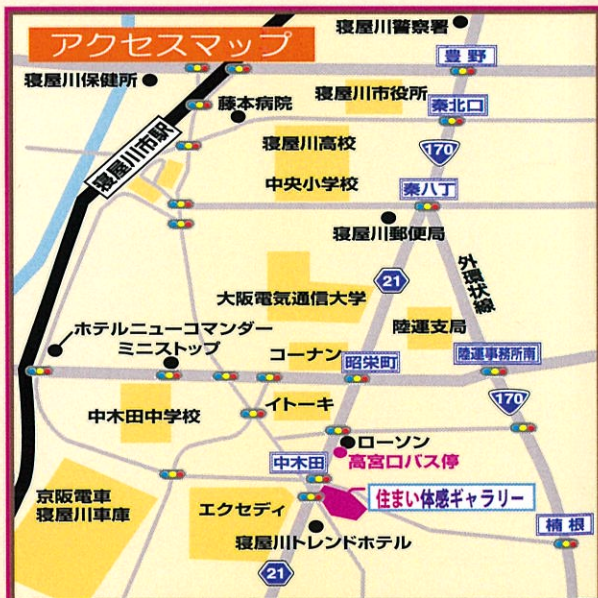 アクセスマップ
寝屋川警察署
豊野
寝屋川保健所
寝屋川市役所
藤本病院
秦北口
寝屋川高校
170
寝屋川市駅
中央小学校
秦八丁
寝屋川郵便局
外環状線
21
大阪電気通信大学
陸運支局
ホテルニューコマンダー
ミニストップ
コーナン
昭栄町
陸運事務所南
170
イトーキ
中木田中学校
ローソン
高宮口バス停
中木田
京阪電車
寝屋川車庫
エクセディ
住まい体感ギャラリー
楠根
寝屋川トレンドホテル
21